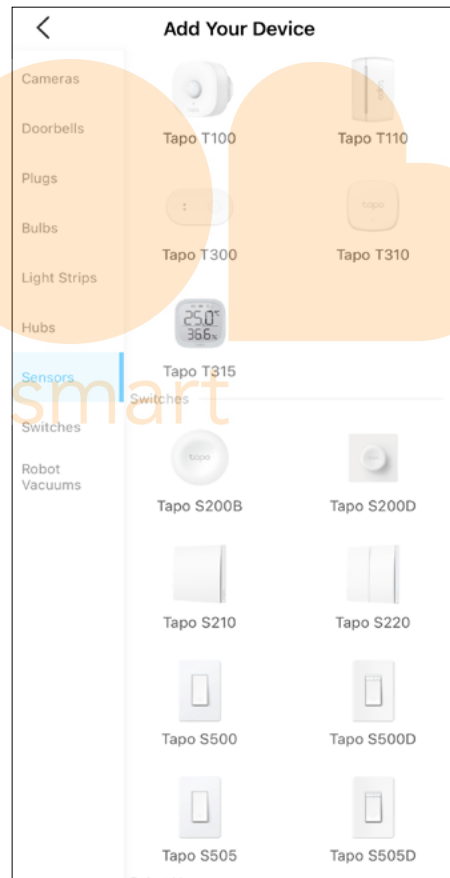 Add Your Device
Cameras
Doorbells
Plugs
Bulbs
Light Strips
Hubs
Sensors
Switches
Robot
Vacuums
Tapo T100
Tapo T110
Tapo T300
Tapo T310
tapo
25.0°C
36.6%
Tapo T315
Switches
tapo
Tapo S200B
Tapo S200D
Tapo S210
Tapo S220
Tapo S500
Tapo S500D
Tapo S505
Tapo S505D
smart